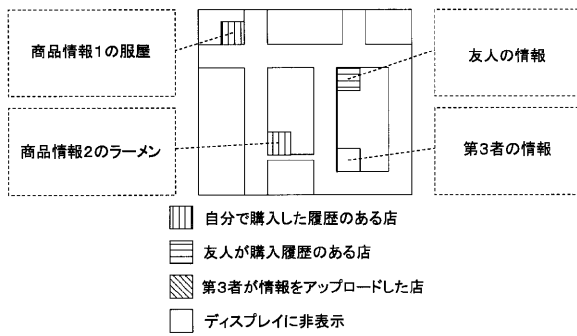 商品情報1の服屋
友人の情報
商品情報2のラーメン
第3者の情報
自分で購入した履歴のある店
友人が購入履歴のある店
第3者が情報をアップロードした店
ディスプレイに非表示